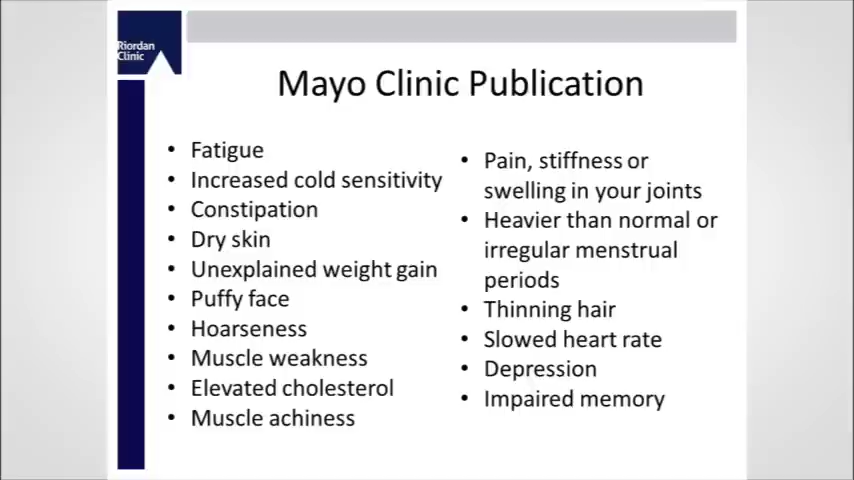 Riordan
Clinic
Mayo Clinic Publication
• Fatigue
• Increased cold sensitivity
• Constipation
• Dry skin
• Unexplained weight gain
• Puffy face
• Hoarseness
• Muscle weakness
• Elevated cholesterol
• Muscle achiness
• Pain, stiffness or
swelling in your joints
• Heavier than normal or
irregular menstrual
periods
• Thinning hair
• Slowed heart rate
• Depression
• Impaired memory